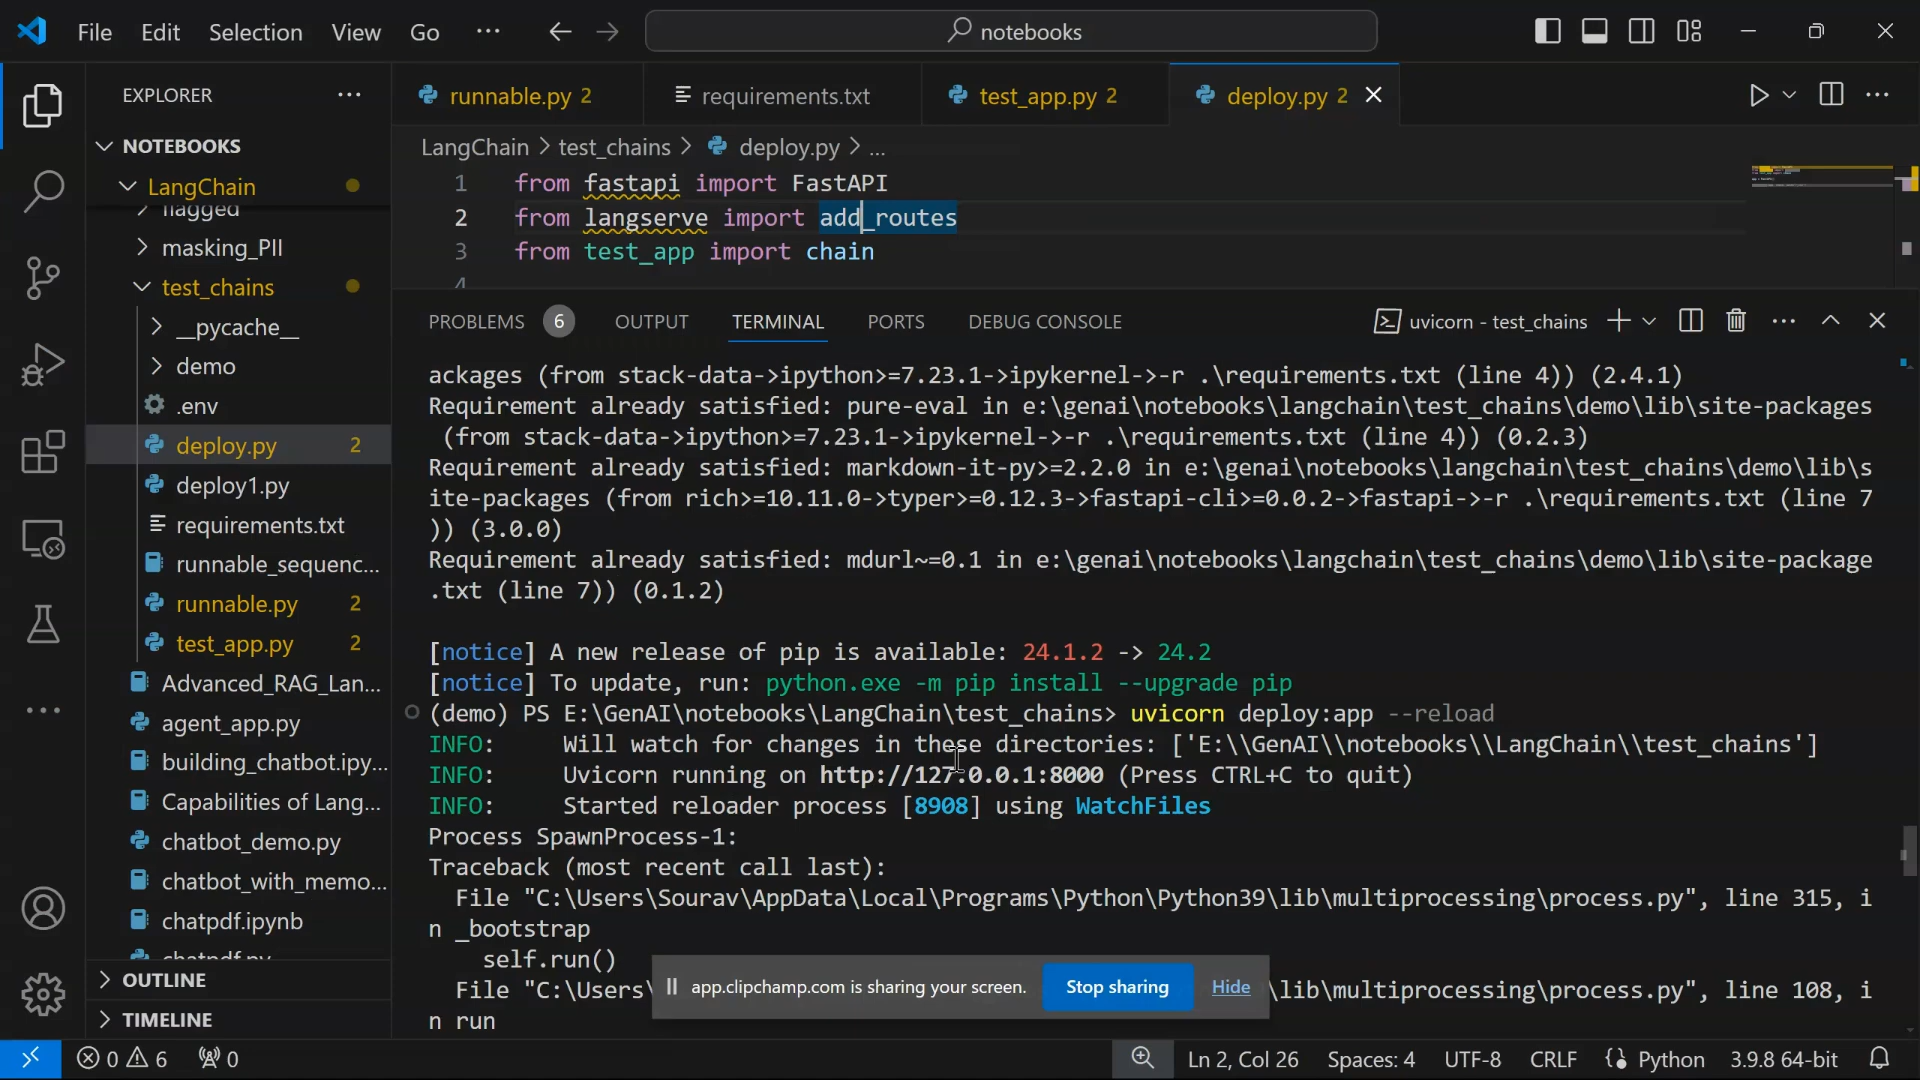 File Edit Selection View Go ··· notebooks
EXPLORER ···
NOTEBOOKS
LangChain
flagged
masking_PII
test_chains
__pycache__
demo
.env
deploy.py 2
deploy1.py
requirements.txt
runnable_sequenc...
runnable.py 2
test_app.py 2
Advanced_RAG_Lan...
agent_app.py
building_chatbot.ipy...
Capabilities of Lang...
chatbot_demo.py
chatbot_with_memo...
chatpdf.ipynb
chatpdf.py
OUTLINE
TIMELINE
runnable.py 2 requirements.txt test_app.py 2 deploy.py 2
LangChain > test_chains > deploy.py > ...
1 from fastapi import FastAPI
2 from langserve import add_routes
3 from test_app import chain
4
PROBLEMS 6 OUTPUT TERMINAL PORTS DEBUG CONSOLE uvicorn - test_chains
ackages (from stack-data->ipython>=7.23.1->ipykernel->-r .\requirements.txt (line 4)) (2.4.1)
Requirement already satisfied: pure-eval in e:\genai\notebooks\langchain\test_chains\demo\lib\site-packages
(from stack-data->ipython>=7.23.1->ipykernel->-r .\requirements.txt (line 4)) (0.2.3)
Requirement already satisfied: markdown-it-py>=2.2.0 in e:\genai\notebooks\langchain\test_chains\demo\lib\s
ite-packages (from rich>=10.11.0->typer>=0.12.3->fastapi-cli>=0.0.2->fastapi->-r .\requirements.txt (line 7
)) (3.0.0)
Requirement already satisfied: mdurl~=0.1 in e:\genai\notebooks\langchain\test_chains\demo\lib\site-package
.txt (line 7)) (0.1.2)
[notice] A new release of pip is available: 24.1.2 -> 24.2
[notice] To update, run: python.exe -m pip install --upgrade pip
(demo) PS E:\GenAI\notebooks\LangChain\test_chains> uvicorn deploy:app --reload
INFO: Will watch for changes in these directories: ['E:\\GenAI\\notebooks\\LangChain\\test_chains']
INFO: Uvicorn running on http://127.0.0.1:8000 (Press CTRL+C to quit)
INFO: Started reloader process [8908] using WatchFiles
Process SpawnProcess-1:
Traceback (most recent call last):
File "C:\Users\Sourav\AppData\Local\Programs\Python\Python39\lib\multiprocessing\process.py", line 315, i
n _bootstrap
self.run()
File "C:\Users\ \lib\multiprocessing\process.py", line 108, i
n run
app.clipchamp.com is sharing your screen. Stop sharing Hide
0 6 0 Ln 2, Col 26 Spaces: 4 UTF-8 CRLF Python 3.9.8 64-bit